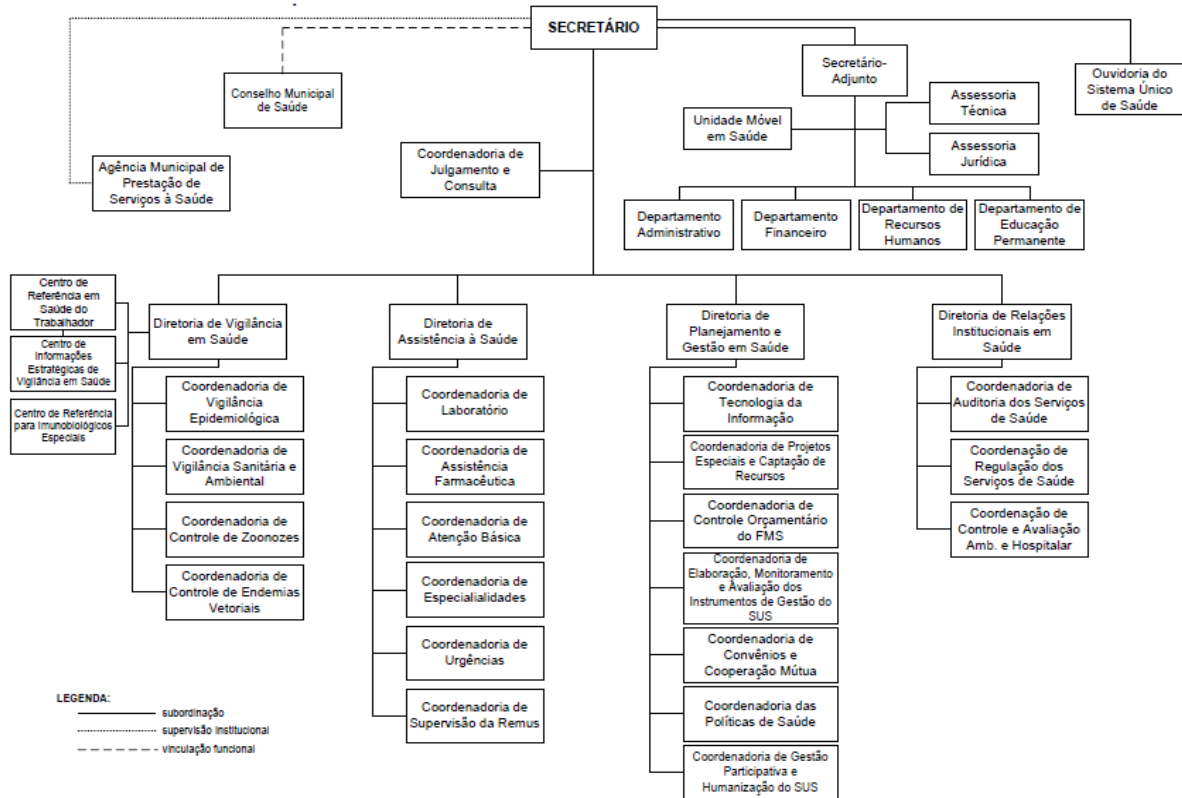 SECRETÁRIO
Conselho Municipal
de Saúde
Secretário-
Adjunto
Ouvidoria do
Sistema Único
de Saúde
Unidade Móvel
em Saúde
Assessoria
Técnica
Assessoria
Jurídica
Agência Municipal de
Prestação de
Serviços à Saúde
Coordenadoria de
Julgamento e
Consulta
Departamento
Administrativo
Departamento
Financeiro
Departamento de
Recursos
Humanos
Departamento de
Educação
Permanente
Centro de
Referência em
Saúde do
Trabalhador
Centro de
Informações
Estratégicas de
Vigilância em Saúde
Centro de Referência
para Imunobiológicos
Especiais
Diretoria de Vigilância
em Saúde
Coordenadoria de
Vigilância
Epidemiológica
Coordenadoria de
Vigilância Sanitária e
Ambiental
Coordenadoria de
Controle de Zoonozes
Coordenadoria de
Controle de Endemias
Vetoriais
Diretoria de
Assistência à Saúde
Coordenadoria
de Laboratório
Coordenadoria de
Assistência
Farmacêutica
Coordenadoria de
Atenção Básica
Coordenadoria de
Especialialidades
Coordenadoria de
Urgências
Coordenadoria de
Supervisão da Remus
Diretoria de
Planejamento e
Gestão em Saúde
Coordenadoria de
Tecnologia da
Informação
Coordenadoria de Projetos
Especiais e Captação de
Recursos
Coordenadoria de
Controle Orçamentário
do FMS
Coordenadoria de
Elaboração, Monitoramento
e Avaliação dos
Instrumentos de Gestão do
SUS
Coordenadoria de
Convênios e
Cooperação Mútua
Coordenadoria das
Políticas de Saúde
Coordenadoria de Gestão
Participativa e
Humanização do SUS
Diretoria de Relações
Institucionais em
Saúde
Coordenadoria de
Auditoria dos Serviços
de Saúde
Coordenação de
Regulação dos
Serviços de Saúde
Coordenação de
Controle e Avaliação
Amb. e Hospitalar
LEGENDA:
subordinação
supervisão institucional
vinculação funcional